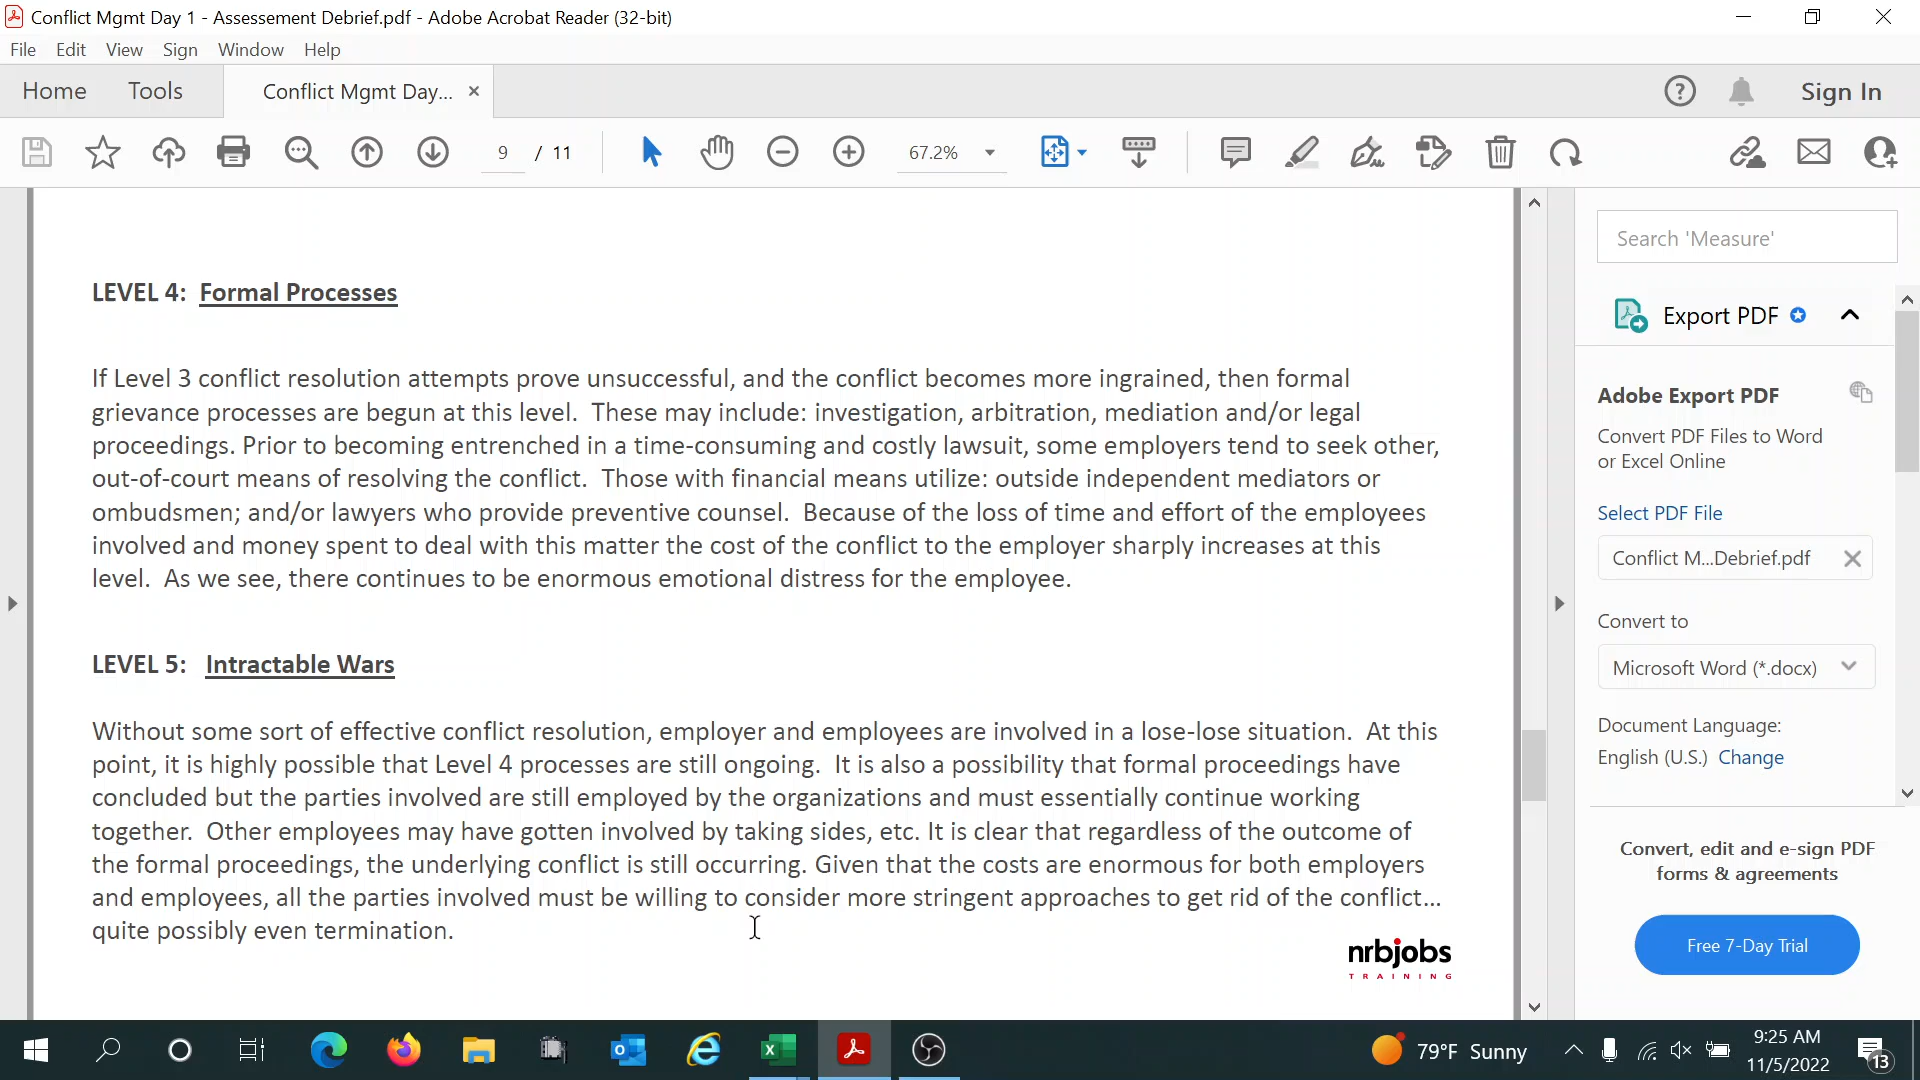 Conflict Mgmt Day 1 - Assessement Debrief.pdf - Adobe Acrobat Reader (32-bit)
File Edit View Sign Window Help
Home Tools Conflict Mgmt Day... × Sign In
9 / 11 67.2%
Search 'Measure'
LEVEL 4: Formal Processes
If Level 3 conflict resolution attempts prove unsuccessful, and the conflict becomes more ingrained, then formal
grievance processes are begun at this level. These may include: investigation, arbitration, mediation and/or legal
proceedings. Prior to becoming entrenched in a time-consuming and costly lawsuit, some employers tend to seek other,
out-of-court means of resolving the conflict. Those with financial means utilize: outside independent mediators or
ombudsmen; and/or lawyers who provide preventive counsel. Because of the loss of time and effort of the employees
involved and money spent to deal with this matter the cost of the conflict to the employer sharply increases at this
level. As we see, there continues to be enormous emotional distress for the employee.
LEVEL 5: Intractable Wars
Without some sort of effective conflict resolution, employer and employees are involved in a lose-lose situation. At this
point, it is highly possible that Level 4 processes are still ongoing. It is also a possibility that formal proceedings have
concluded but the parties involved are still employed by the organizations and must essentially continue working
together. Other employees may have gotten involved by taking sides, etc. It is clear that regardless of the outcome of
the formal proceedings, the underlying conflict is still occurring. Given that the costs are enormous for both employers
and employees, all the parties involved must be willing to consider more stringent approaches to get rid of the conflict...
quite possibly even termination.
nrbjobs
TRAINING
Export PDF
Adobe Export PDF
Convert PDF Files to Word
or Excel Online
Select PDF File
Conflict M...Debrief.pdf
Convert to
Microsoft Word (*.docx)
Document Language:
English (U.S.) Change
Convert, edit and e-sign PDF
forms & agreements
Free 7-Day Trial
79°F Sunny
9:25 AM
11/5/2022
13